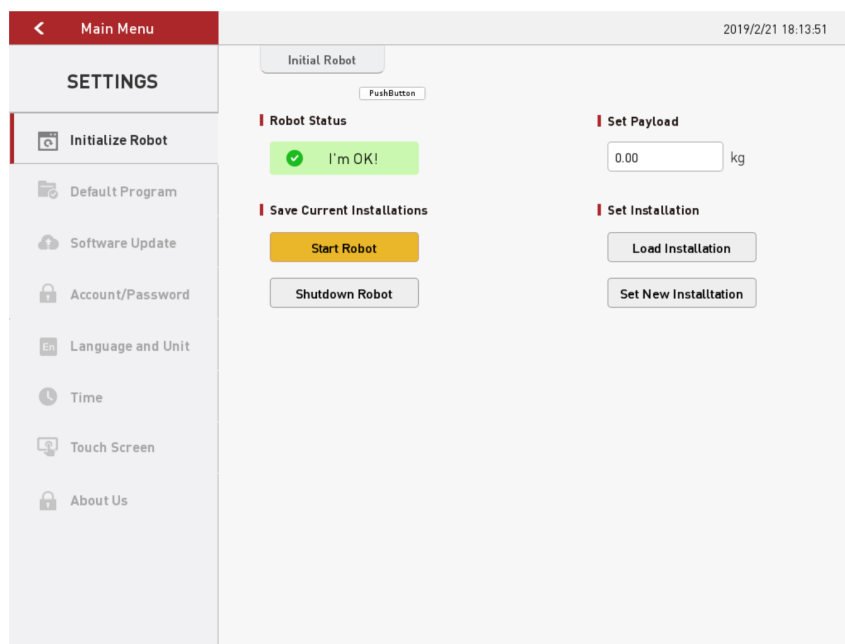 Main Menu
2019/2/21 18:13:51
SETTINGS
Initialize Robot
Default Program
Software Update
Account/Password
En
Language and Unit
Time
Touch Screen
About Us
Initial Robot
PushButton
Robot Status
I'm OK!
Save Current Installations
Start Robot
Shutdown Robot
Set Payload
0.00 kg
Set Installation
Load Installation
Set New Installtation